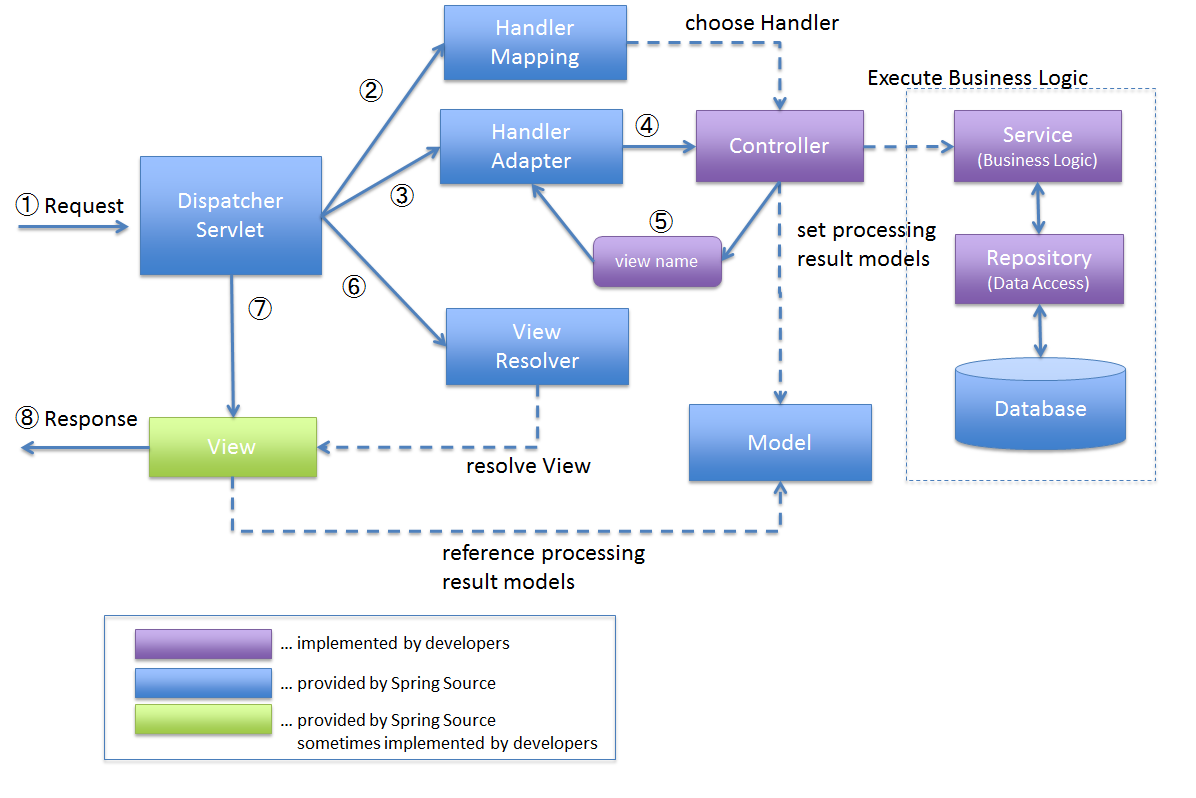 Handler
Mapping
choose Handler
②
Execute Business Logic
Handler
Adapter
④
Controller
Service
(Business Logic)
① Request
Dispatcher
Servlet
③
⑤
view name
set processing
result models
Repository
(Data Access)
⑥
⑦
View
Resolver
Database
⑧ Response
View
resolve View
Model
reference processing
result models
... implemented by developers
... provided by Spring Source
... provided by Spring Source
sometimes implemented by developers